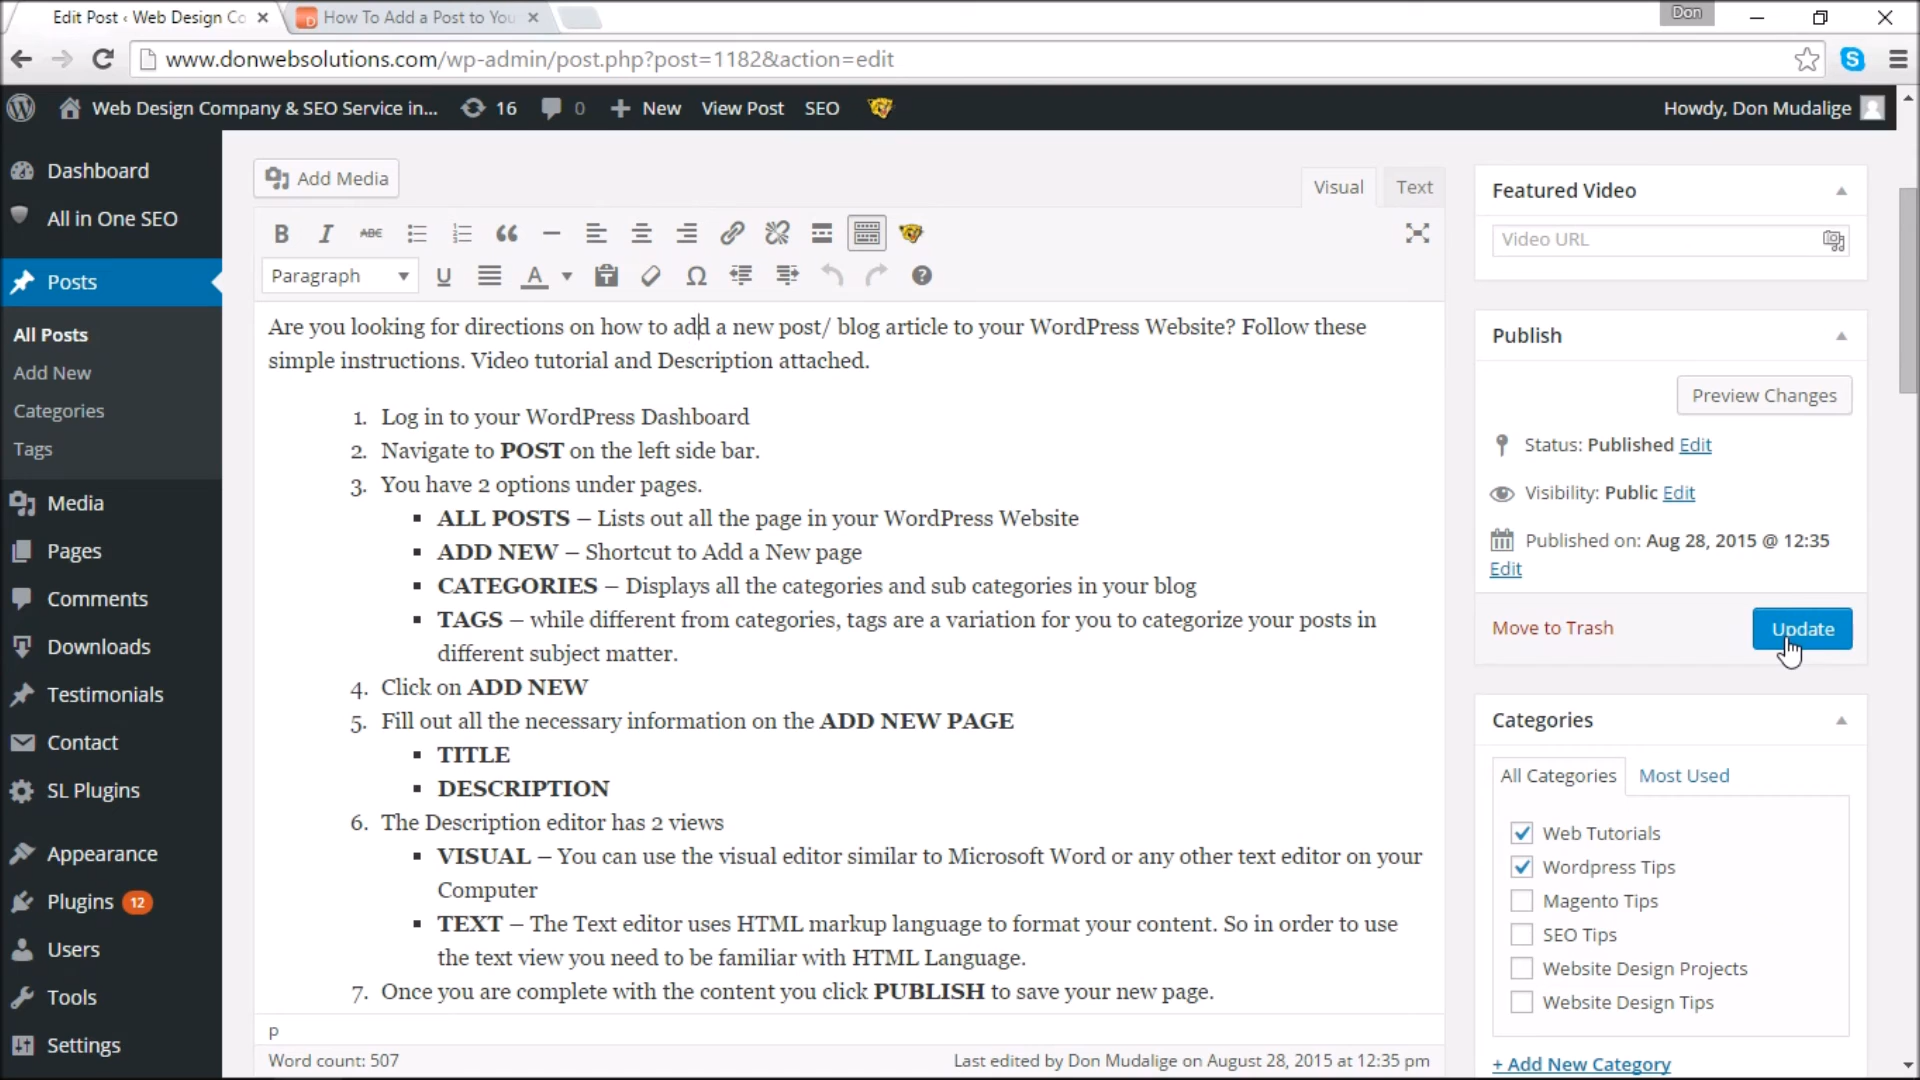 Edit Post ‹ Web Design Co
How To Add a Post to You
Don
www.donwebsolutions.com/wp-admin/post.php?post=1182&action=edit
Web Design Company & SEO Service in... 16 0 New View Post SEO
Howdy, Don Mudalige
Dashboard
All in One SEO
Posts
All Posts
Add New
Categories
Tags
Media
Pages
Comments
Downloads
Testimonials
Contact
SL Plugins
Appearance
Plugins 12
Users
Tools
Settings
Add Media
Visual Text
B I ABC
Paragraph U A Ω
Are you looking for directions on how to add a new post/ blog article to your WordPress Website? Follow these
simple instructions. Video tutorial and Description attached.
1. Log in to your WordPress Dashboard
2. Navigate to POST on the left side bar.
3. You have 2 options under pages.
▪ ALL POSTS – Lists out all the page in your WordPress Website
▪ ADD NEW – Shortcut to Add a New page
▪ CATEGORIES – Displays all the categories and sub categories in your blog
▪ TAGS – while different from categories, tags are a variation for you to categorize your posts in
different subject matter.
4. Click on ADD NEW
5. Fill out all the necessary information on the ADD NEW PAGE
▪ TITLE
▪ DESCRIPTION
6. The Description editor has 2 views
▪ VISUAL – You can use the visual editor similar to Microsoft Word or any other text editor on your
Computer
▪ TEXT – The Text editor uses HTML markup language to format your content. So in order to use
the text view you need to be familiar with HTML Language.
7. Once you are complete with the content you click PUBLISH to save your new page.
p
Word count: 507
Last edited by Don Mudalige on August 28, 2015 at 12:35 pm
Featured Video
Video URL
Publish
Preview Changes
Status: Published Edit
Visibility: Public Edit
Published on: Aug 28, 2015 @ 12:35
Edit
Move to Trash
Update
Categories
All Categories Most Used
Web Tutorials
Wordpress Tips
Magento Tips
SEO Tips
Website Design Projects
Website Design Tips
+ Add New Category